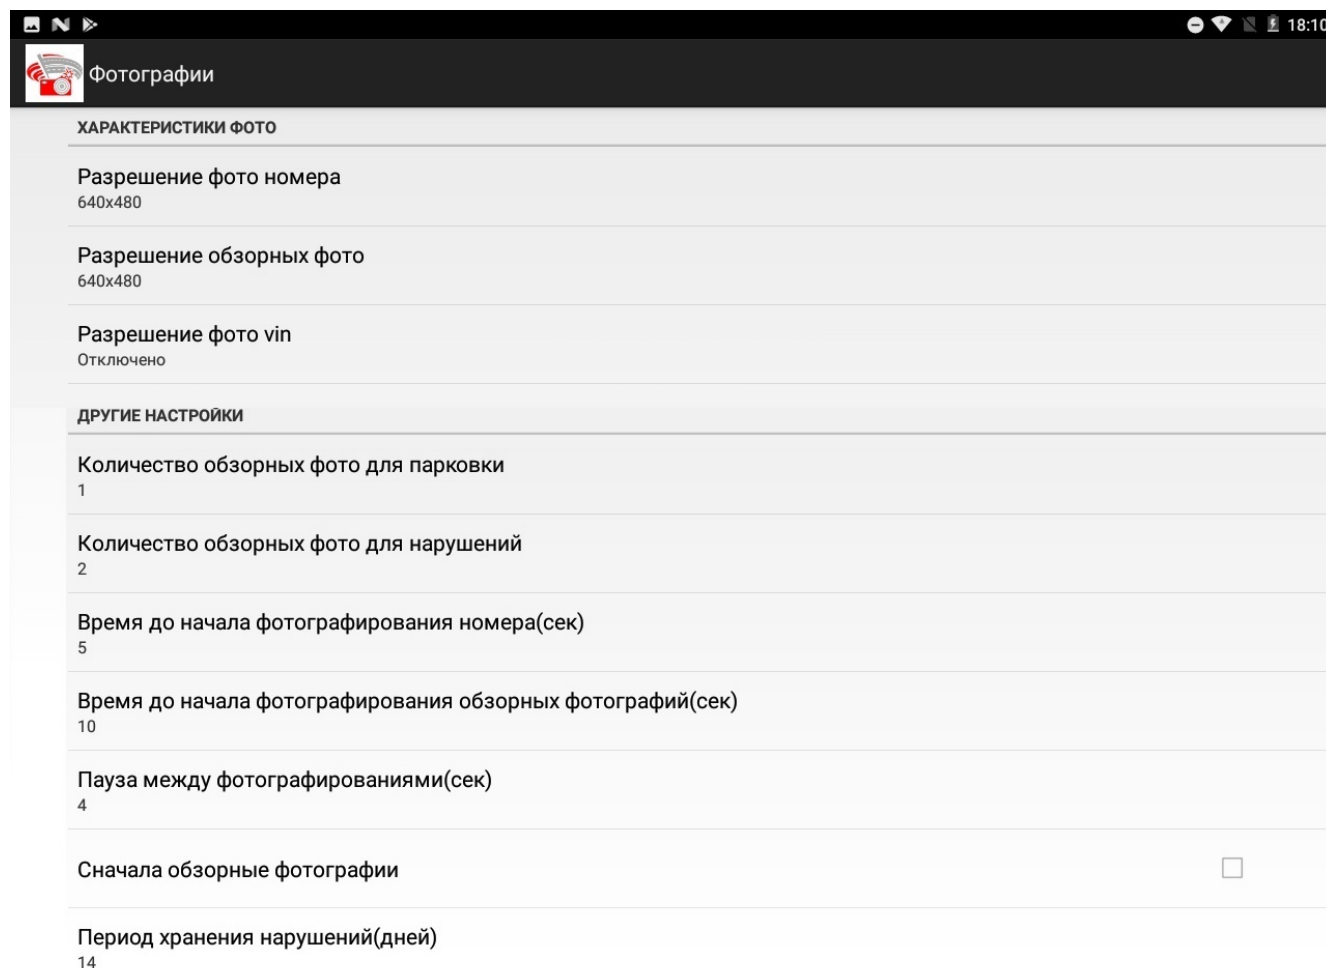 18:10
Фотографии
ХАРАКТЕРИСТИКИ ФОТО
Разрешение фото номера
640x480
Разрешение обзорных фото
640x480
Разрешение фото vin
Отключено
ДРУГИЕ НАСТРОЙКИ
Количество обзорных фото для парковки
1
Количество обзорных фото для нарушений
2
Время до начала фотографирования номера(сек)
5
Время до начала фотографирования обзорных фотографий(сек)
10
Пауза между фотографированиями(сек)
4
Сначала обзорные фотографии
Период хранения нарушений(дней)
14